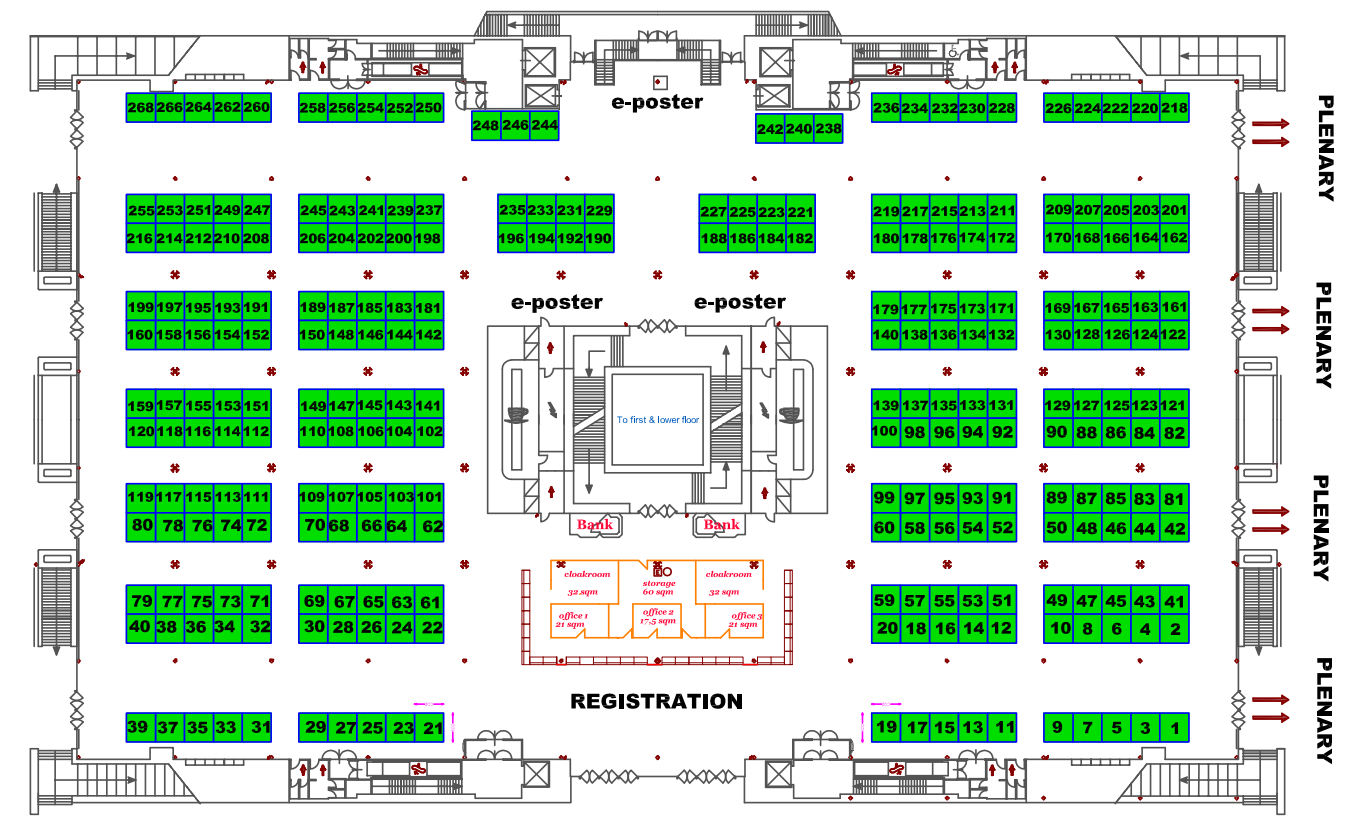 268 266 264 262 260
258 256 254 252 250
248 246 244
e-poster
242 240 238
236 234 232 230 228
226 224 222 220 218
PLENARY
255 253 251 249 247
216 214 212 210 208
245 243 241 239 237
206 204 202 200 198
235 233 231 229
196 194 192 190
227 225 223 221
188 186 184 182
219 217 215 213 211
180 178 176 174 172
209 207 205 203 201
170 168 166 164 162
199 197 195 193 191
160 158 156 154 152
189 187 185 183 181
150 148 146 144 142
e-poster
e-poster
179 177 175 173 171
140 138 136 134 132
169 167 165 163 161
130 128 126 124 122
PLENARY
159 157 155 153 151
120 118 116 114 112
149 147 145 143 141
110 108 106 104 102
To first & lower floor
139 137 135 133 131
100 98 96 94 92
129 127 125 123 121
90 88 86 84 82
119 117 115 113 111
80 78 76 74 72
109 107 105 103 101
70 68 66 64 62
Bank
Bank
99 97 95 93 91
60 58 56 54 52
89 87 85 83 81
50 48 46 44 42
PLENARY
79 77 75 73 71
40 38 36 34 32
69 67 65 63 61
30 28 26 24 22
cloakroom
32 sqm
storage
60 sqm
cloakroom
32 sqm
office 1
21 sqm
office 2
17,5 sqm
office 3
21 sqm
59 57 55 53 51
20 18 16 14 12
49 47 45 43 41
10 8 6 4 2
REGISTRATION
39 37 35 33 31
29 27 25 23 21
19 17 15 13 11
9 7 5 3 1
PLENARY